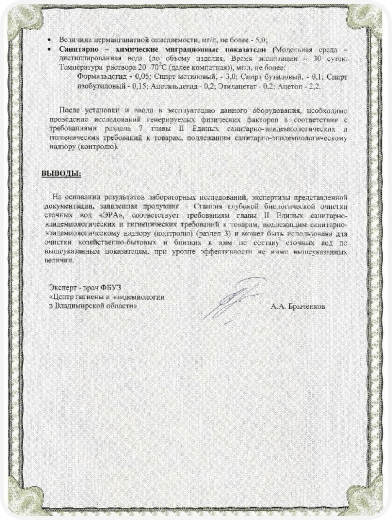 • Величина перманганатной окисляемости, мг/л, не более - 5,0;
• Санитарно – химические миграционные показатели (Модельная среда –
дистиллированная вода (по объему изделия, Время экспозиции – 30 суток.
Температура раствора 20 -70°С (далее комнатная), мг/л, не более:
Формальдегид - 0,05; Спирт метиловый, - 3,0; Спирт бутиловый, - 0,1; Спирт
изобутиловый - 0,15; Ацетальдегид - 0,2; Этилацетат - 0,2; Ацетон - 2,2.
После установки и ввода в эксплуатацию данного оборудования, необходимо
проведение исследований генерируемых физических факторов в соответствие с
требованиями раздела 7 главы II Единых санитарно-эпидемиологических и
гигиенических требований к товарам, подлежащим санитарно-эпидемиологическому
надзору (контролю).
ВЫВОДЫ:
На основании результатов лабораторных исследований, экспертизы представленной
документации, заявленная продукция - Станция глубокой биологической очистки
сточных вод «ЭРА», соответствует требованиям главы II Единых санитарно-
эпидемиологических и гигиенических требований к товарам, подлежащим санитарно-
эпидемиологическому надзору (контролю) (раздел 3) и может быть использована для
очистки хозяйственно-бытовых и близких к ним по составу сточных вод по
вышеуказанным показателям, при уровне эффективности не ниже вышеуказанных
величин.
Эксперт - врач ФБУЗ
«Центр гигиены и эпидемиологии
в Владимирской области»
А.А. Браченков